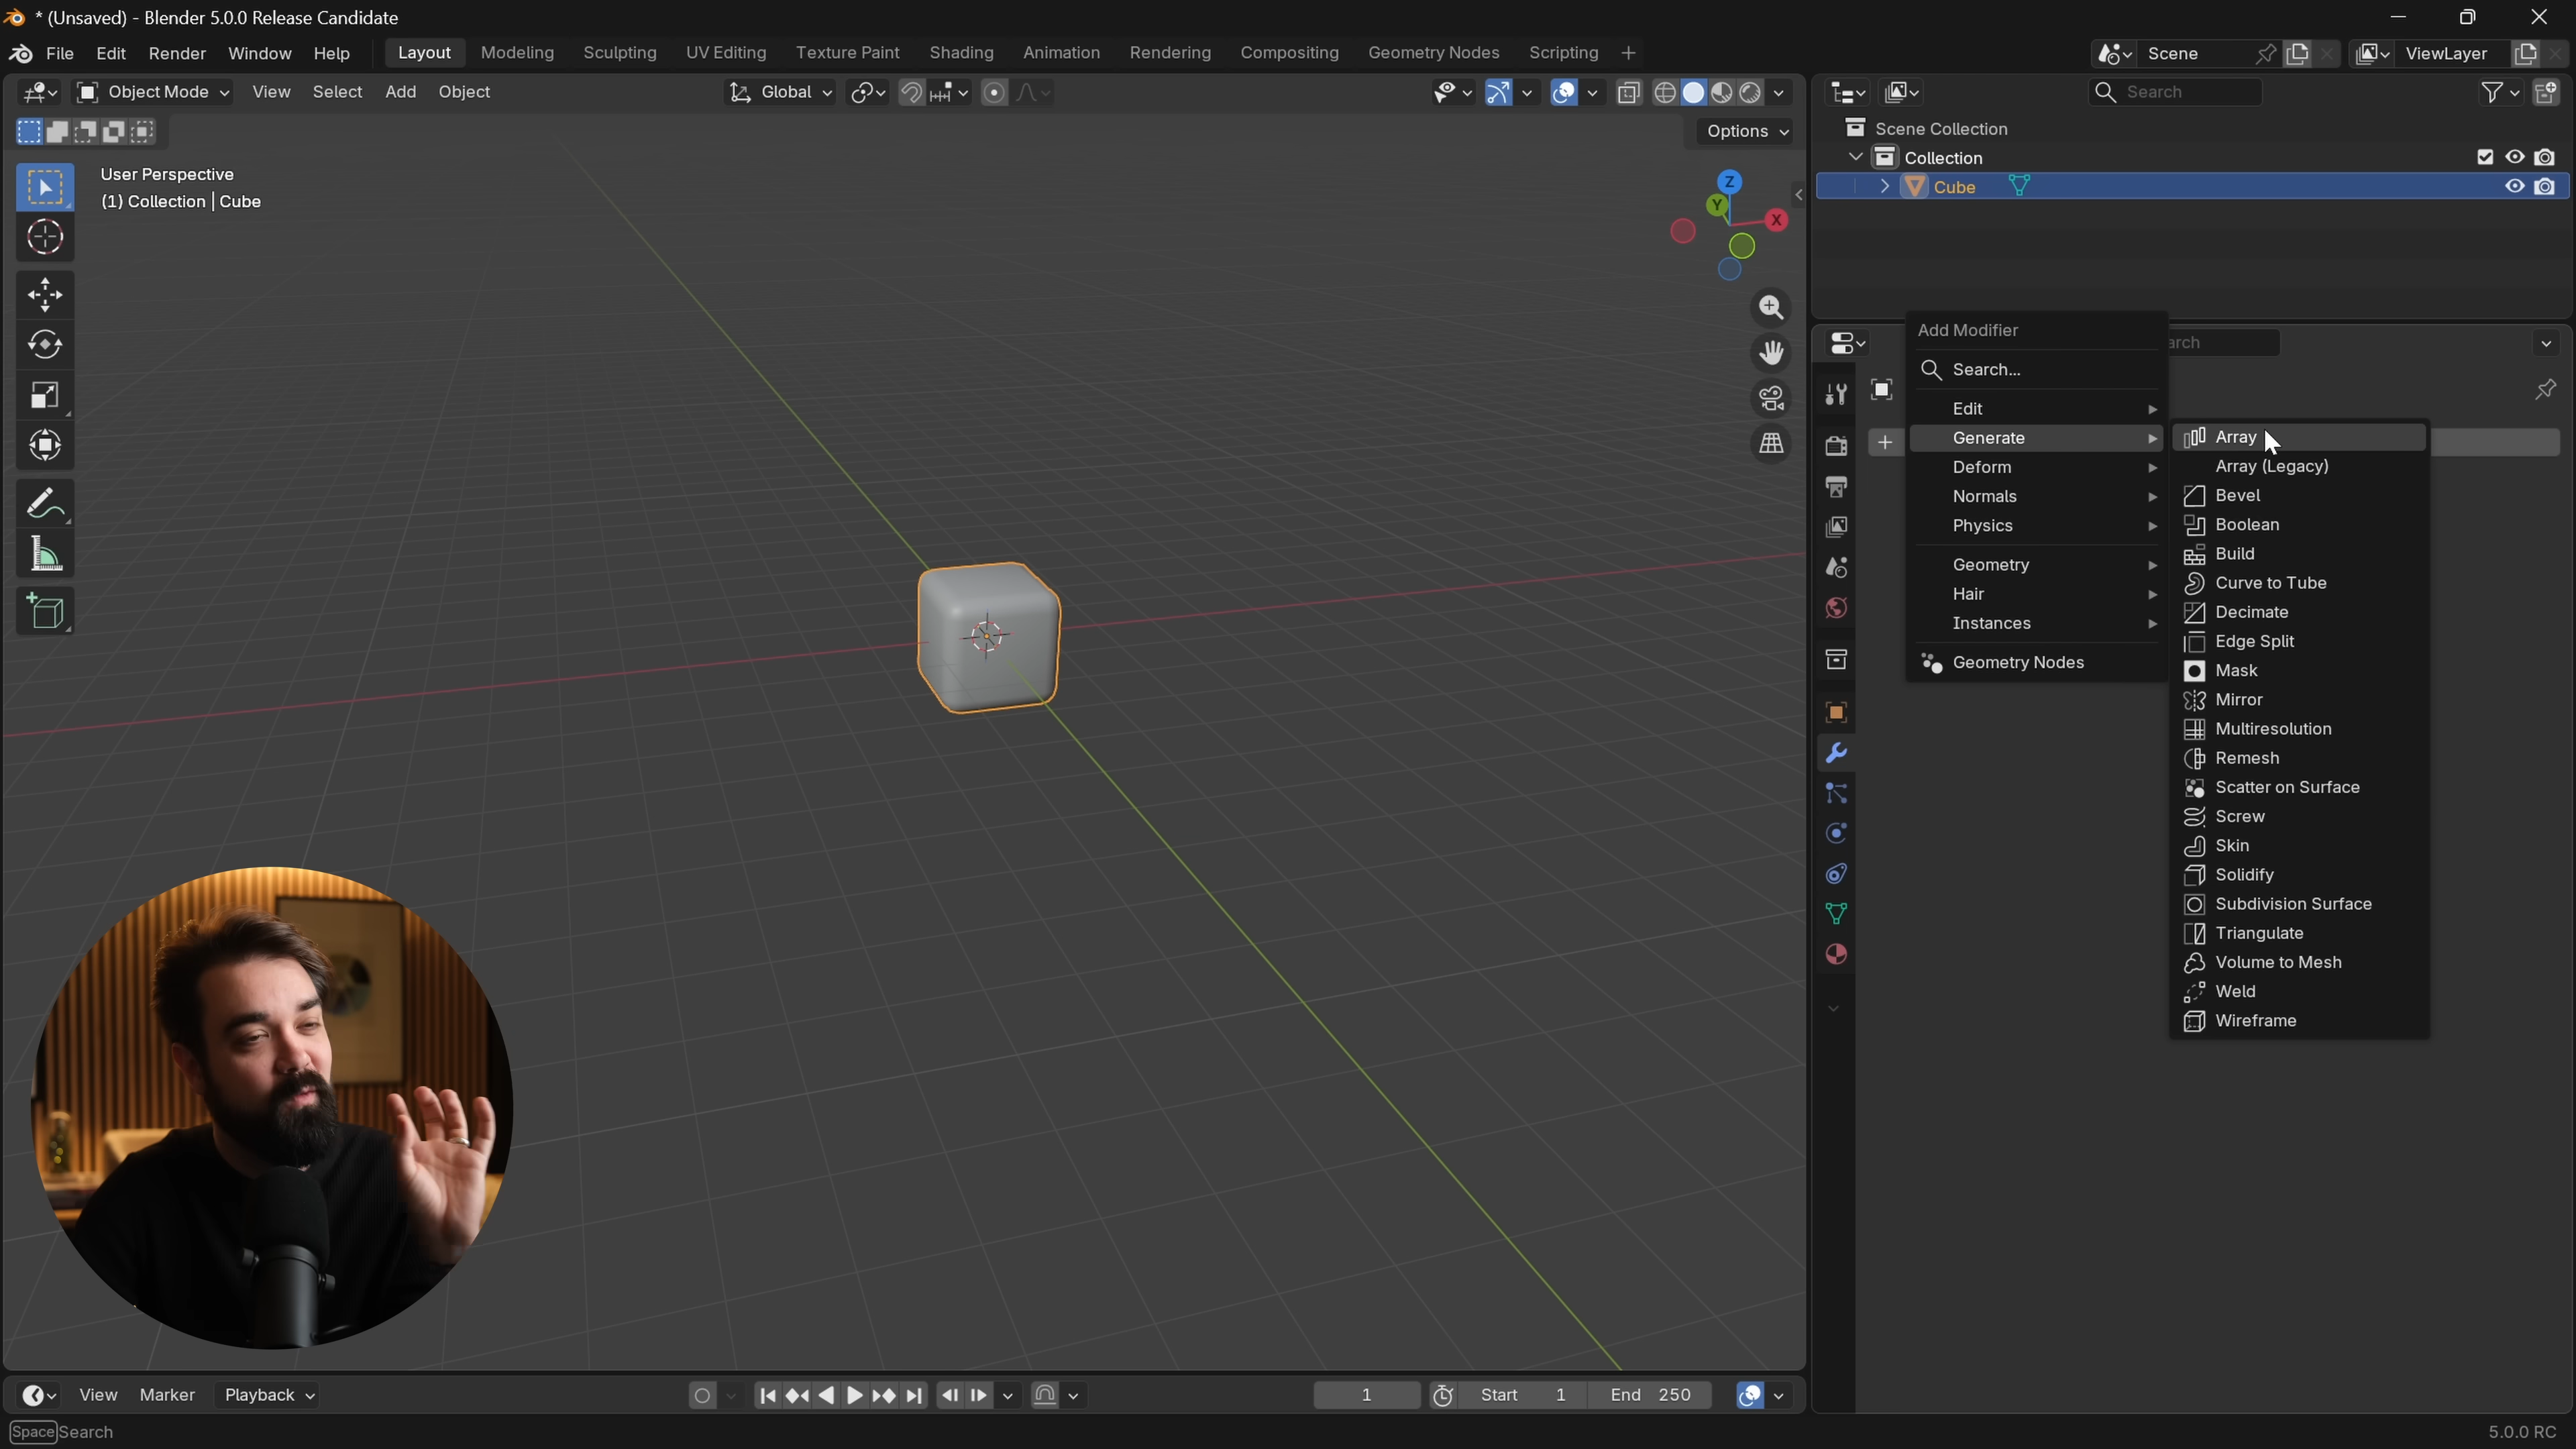 * (Unsaved) - Blender 5.0.0 Release Candidate
File Edit Render Window Help Layout Modeling Sculpting UV Editing Texture Paint Shading Animation Rendering Compositing Geometry Nodes Scripting + Scene ViewLayer
Object Mode View Select Add Object Global Search
Options
Scene Collection
Collection
Cube
User Perspective
(1) Collection | Cube
Z
Y
X
Add Modifier
Search...
Edit
Generate
Deform
Normals
Physics
Geometry
Hair
Instances
Geometry Nodes
Array
Array (Legacy)
Bevel
Boolean
Build
Curve to Tube
Decimate
Edge Split
Mask
Mirror
Multiresolution
Remesh
Scatter on Surface
Screw
Skin
Solidify
Subdivision Surface
Triangulate
Volume to Mesh
Weld
Wireframe
View Marker Playback 1 Start 1 End 250
Space Search 5.0.0 RC